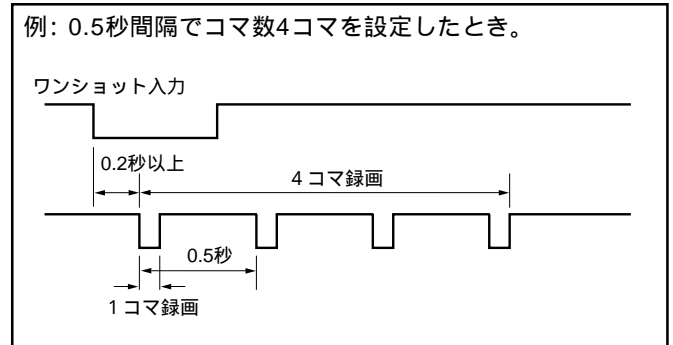 例: 0.5秒間隔でコマ数4コマを設定したとき。
ワンショット入力
0.2秒以上
4 コマ録画
0.5秒
1 コマ録画